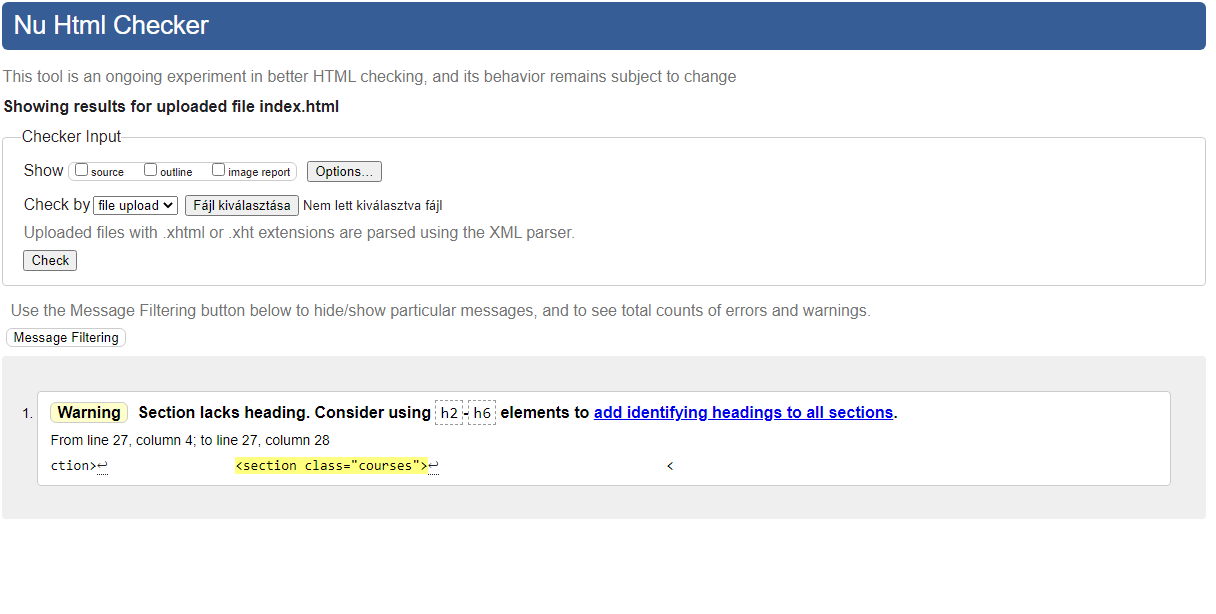 Nu Html Checker
This tool is an ongoing experiment in better HTML checking, and its behavior remains subject to change
Showing results for uploaded file index.html
Checker Input
Show source outline image report Options...
Check by file upload Fájl kiválasztása Nem lett kiválasztva fájl
Uploaded files with .xhtml or .xht extensions are parsed using the XML parser.
Check
Use the Message Filtering button below to hide/show particular messages, and to see total counts of errors and warnings.
Message Filtering
1. Warning Section lacks heading. Consider using h2-h6 elements to add identifying headings to all sections.
From line 27, column 4; to line 27, column 28
ction>↩ <section class="courses">↩ <